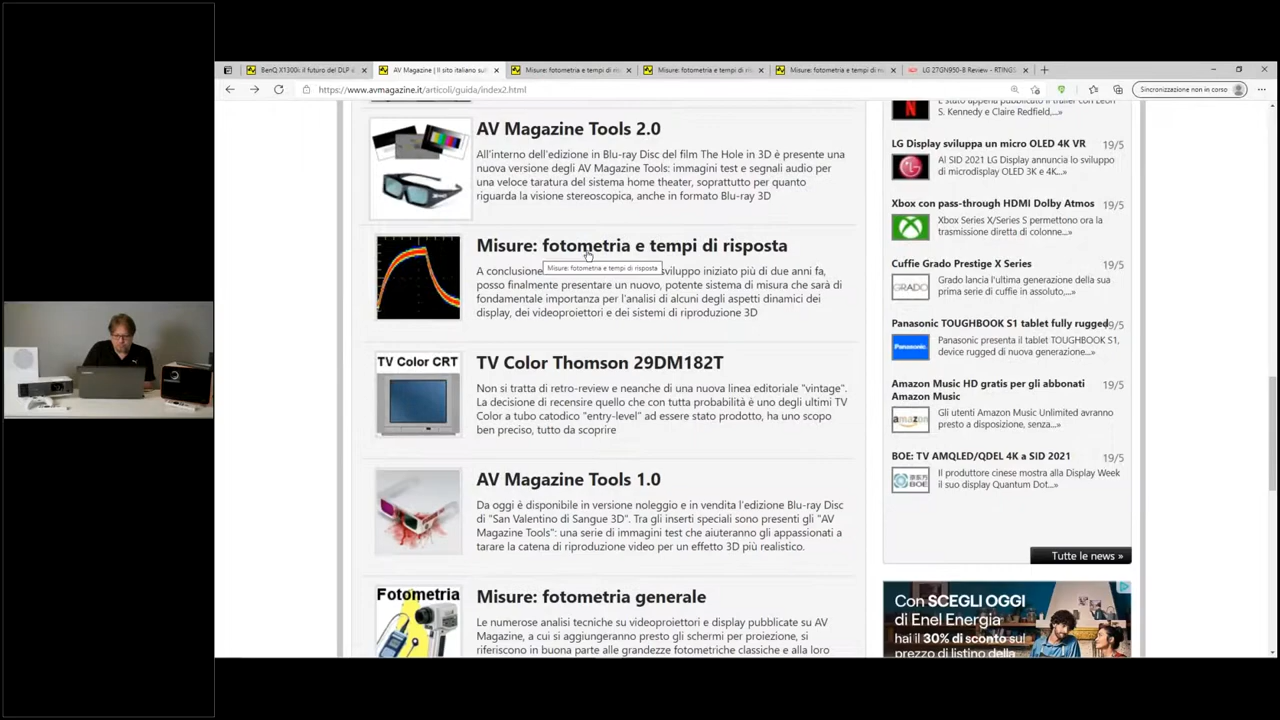 BenQ X1300i: il futuro del DLP è
AV Magazine | Il sito italiano sul
Misure: fotometria e tempi di ri
Misure: fotometria e tempi di ri
Misure: fotometria e tempi di ri
LG 27GN950-B Review - RTINGS
https://www.avmagazine.it/articoli/guida/index2.html
Sincronizzazione non in corso
AV Magazine Tools 2.0
All'interno dell'edizione in Blu-ray Disc del film The Hole in 3D è presente una
nuova versione degli AV Magazine Tools: immagini test e segnali audio per
una veloce taratura del sistema home theater, soprattutto per quanto
riguarda la visione stereoscopica, anche in formato Blu-ray 3D
Misure: fotometria e tempi di risposta
Misure: fotometria e tempi di risposta
A conclusione sviluppo iniziato più di due anni fa,
posso finalmente presentare un nuovo, potente sistema di misura che sarà di
fondamentale importanza per l'analisi di alcuni degli aspetti dinamici dei
display, dei videoproiettori e dei sistemi di riproduzione 3D
TV Color CRT
TV Color Thomson 29DM182T
Non si tratta di retro-review e neanche di una nuova linea editoriale "vintage".
La decisione di recensire quello che con tutta probabilità è uno degli ultimi TV
Color a tubo catodico "entry-level" ad essere stato prodotto, ha uno scopo
ben preciso, tutto da scoprire
AV Magazine Tools 1.0
Da oggi è disponibile in versione noleggio e in vendita l'edizione Blu-ray Disc
di "San Valentino di Sangue 3D". Tra gli inserti speciali sono presenti gli "AV
Magazine Tools": una serie di immagini test che aiuteranno gli appassionati a
tarare la catena di riproduzione video per un effetto 3D più realistico.
Fotometria
Misure: fotometria generale
Le numerose analisi tecniche su videoproiettori e display pubblicate su AV
Magazine, a cui si aggiungeranno presto gli schermi per proiezione, si
riferiscono in buona parte alle grandezze fotometriche classiche e alla loro
È stato appena pubblicato il trailer con Leon
S. Kennedy e Claire Redfield,...»
LG Display sviluppa un micro OLED 4K VR
19/5
Al SID 2021 LG Display annuncia lo sviluppo
di microdisplay OLED 3K e 4K...»
Xbox con pass-through HDMI Dolby Atmos
19/5
Xbox Series X/Series S permettono ora la
trasmissione diretta di colonne...»
Cuffie Grado Prestige X Series
19/5
GRADO
Grado lancia l'ultima generazione della sua
prima serie di cuffie in assoluto,...»
Panasonic TOUGHBOOK S1 tablet fully rugged
19/5
Panasonic
Panasonic presenta il tablet TOUGHBOOK S1,
device rugged di nuova generazione...»
Amazon Music HD gratis per gli abbonati
Amazon Music
19/5
amazon
Gli utenti Amazon Music Unlimited avranno
presto a disposizione, senza...»
BOE: TV AMQLED/QDEL 4K a SID 2021
19/5
BOE
Il produttore cinese mostra alla Display Week
il suo display Quantum Dot...»
Tutte le news »
Con SCEGLI OGGI
di Enel Energia
hai il 30% di sconto sul
prezzo di listino della